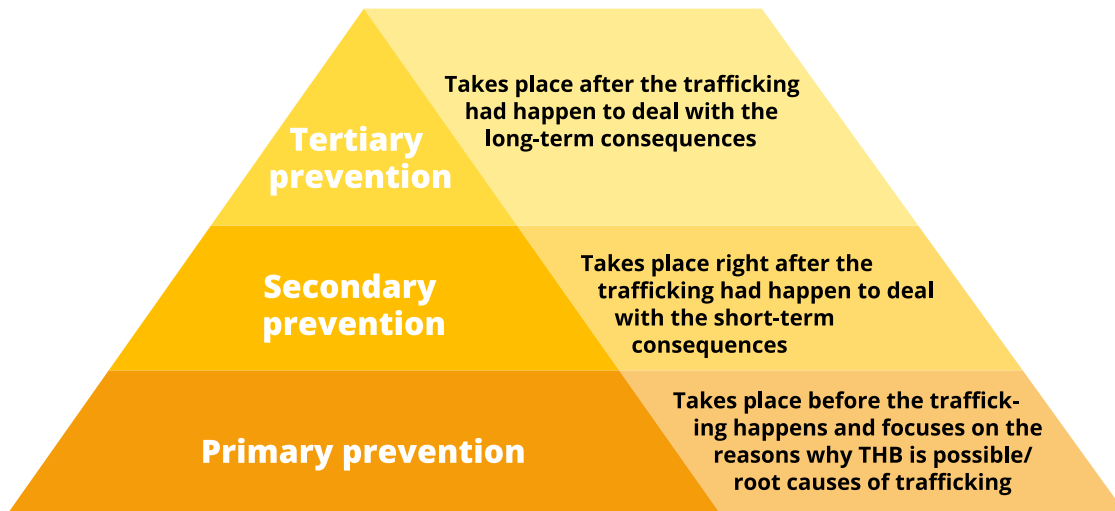 Tertiary
prevention
Takes place after the trafficking
had happen to deal with the
long-term consequences
Secondary
prevention
Takes place right after the
trafficking had happen to deal
with the short-term
consequences
Primary prevention
Takes place before the traffick-
ing happens and focuses on the
reasons why THB is possible/
root causes of trafficking